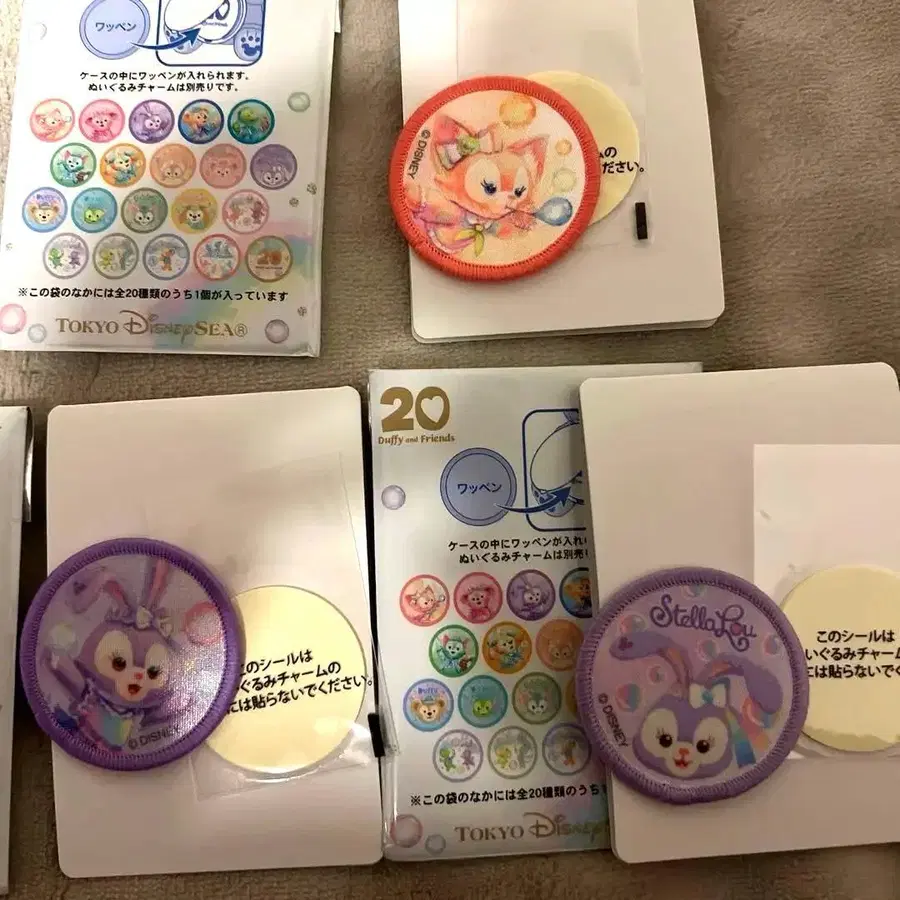 ワッペン
ケースの中にワッペンが入れられます。
ぬいぐるみチャームは別売りです。
※この袋のなかには全20種類のうち1個が入っています
TOKYO DisneySEA®
© DISNEY
ムの
ださい。
20
Duffy and Friends
ワッペン
ケースの中にワッペンが入れ
ぬいぐるみチャームは別売り
※この袋のなかには全20種類のうち
TOKYO Disney
© DISNEY
このシールは
いぐるみチャームの
には貼らないでください。
StellaLou
© DISNEY
このシールは
いぐるみチャーム
には貼らないでく